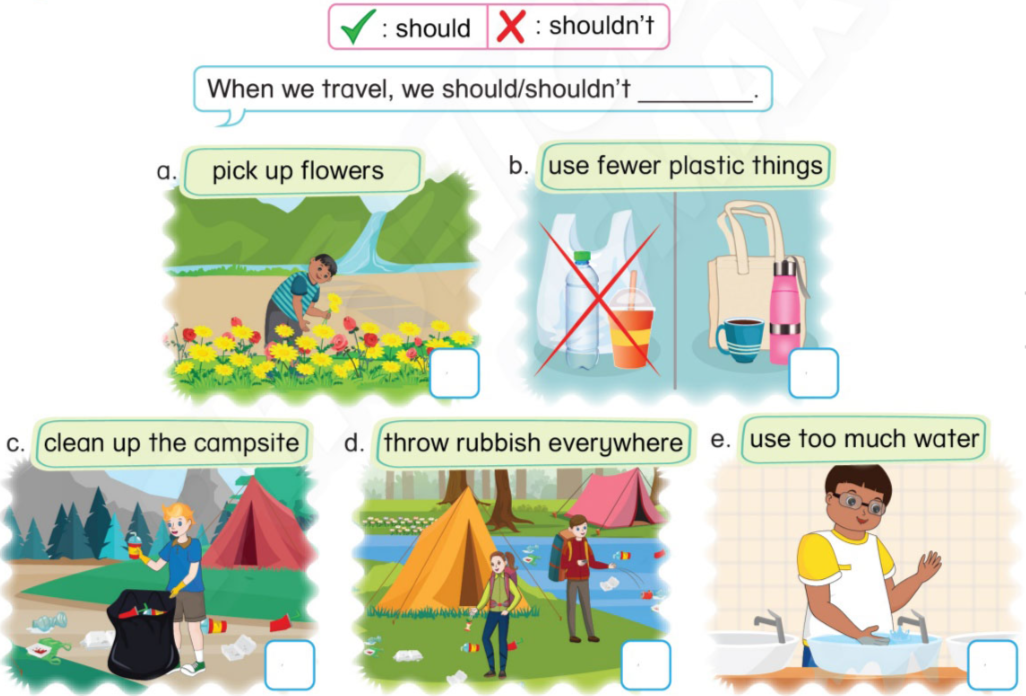 ✓ : should ✗ : shouldn't
When we travel, we should/shouldn't ________.
a. pick up flowers
b. use fewer plastic things
c. clean up the campsite
d. throw rubbish everywhere
e. use too much water